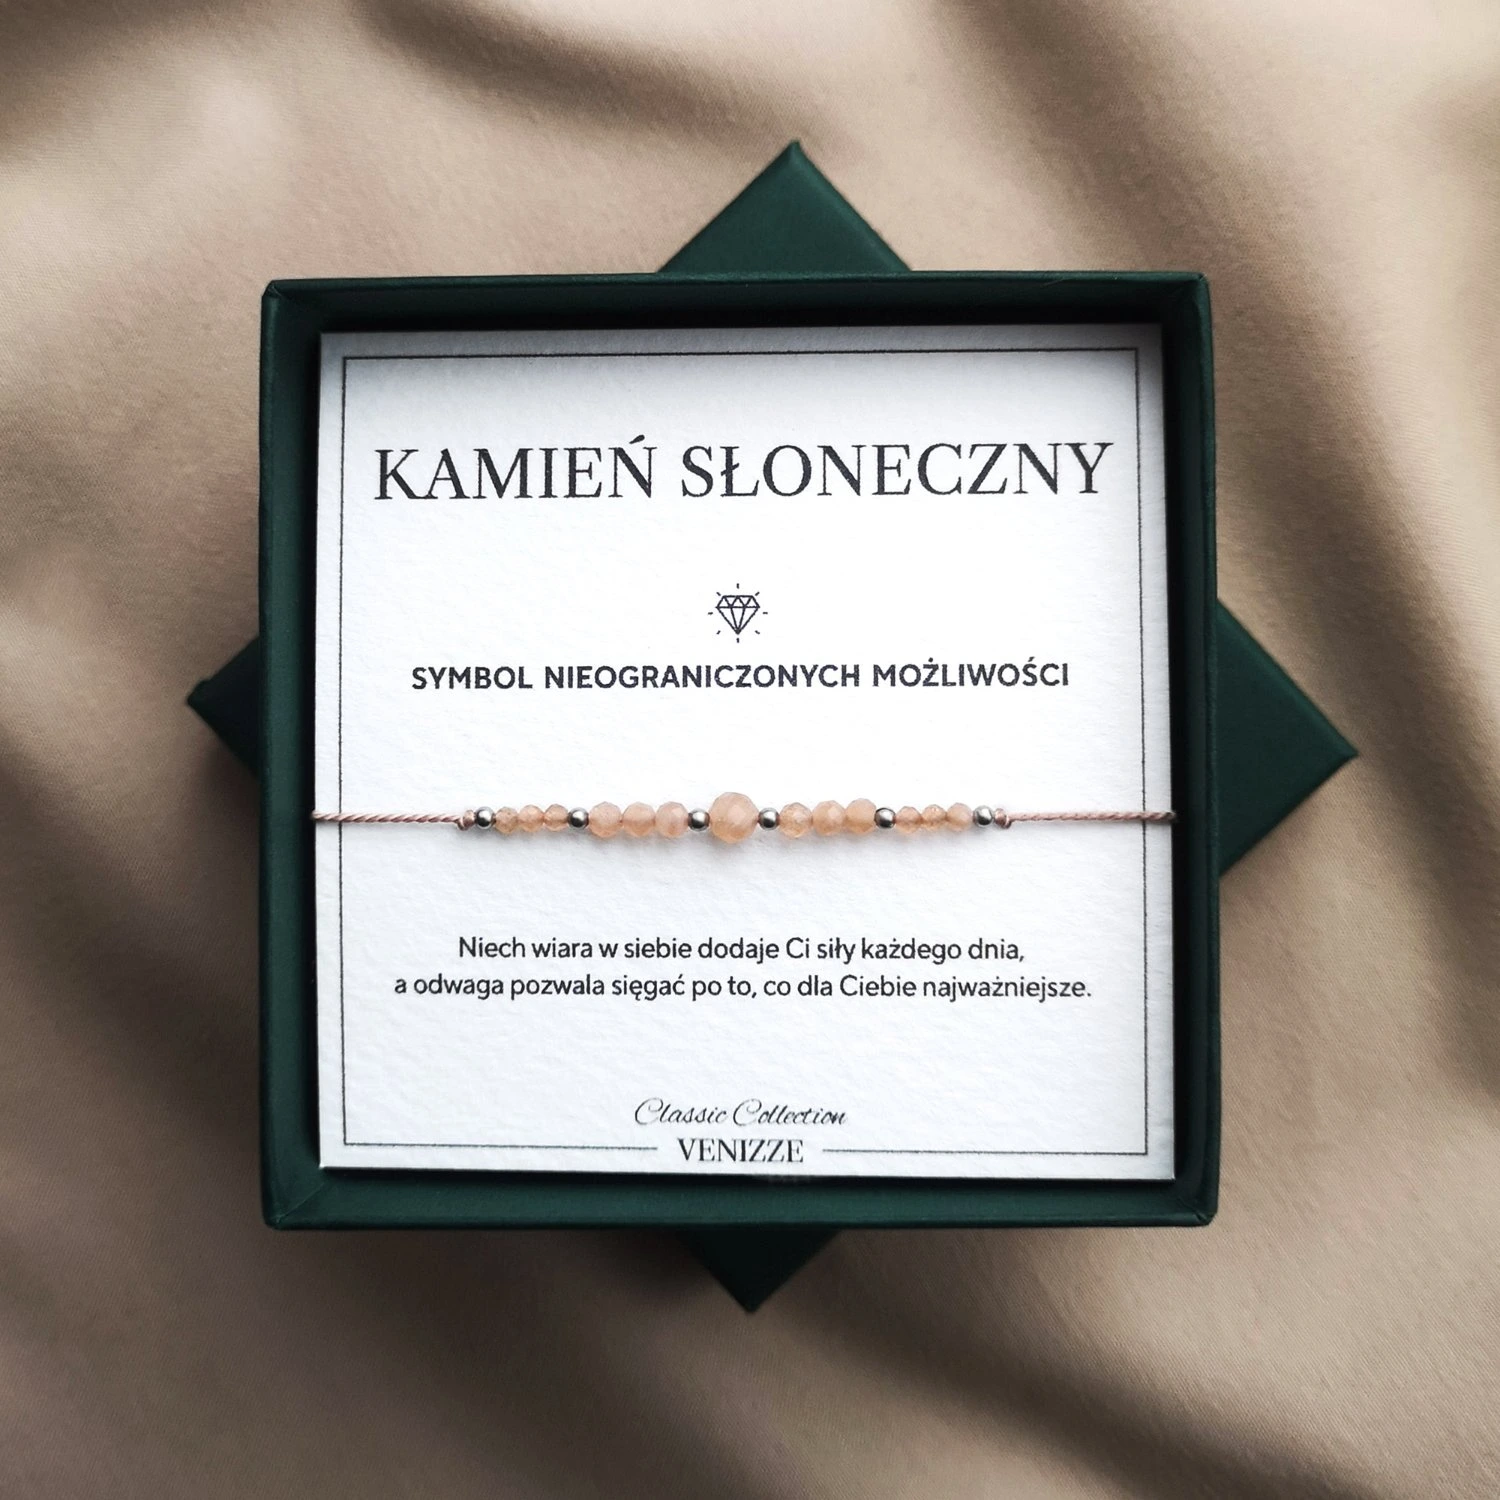 KAMIEŃ SŁONECZNY
SYMBOL NIEOGRANICZONYCH MOŻLIWOŚCI
Niech wiara w siebie dodaje Ci siły każdego dnia,
a odwaga pozwala sięgać po to, co dla Ciebie najważniejsze.
Classic Collection
VENIZZE